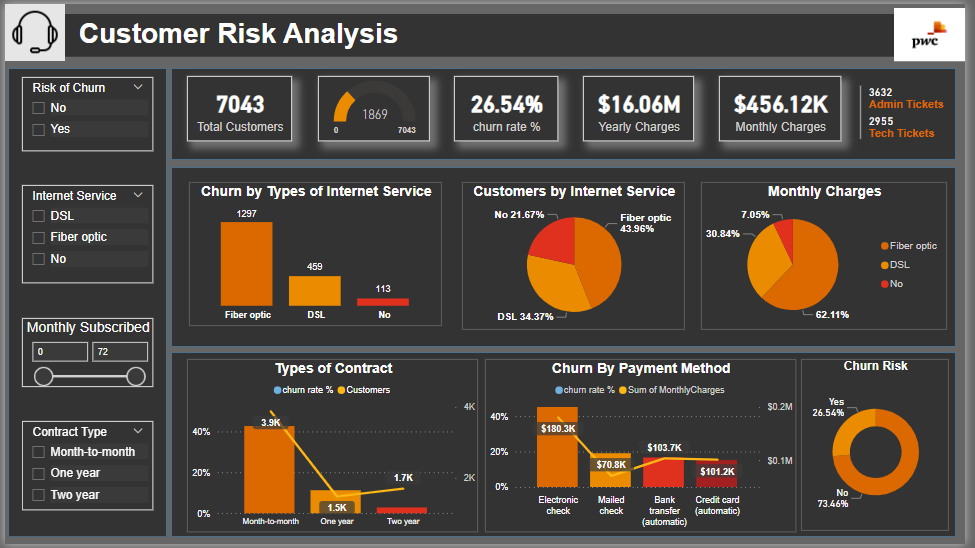 Customer Risk Analysis
pwc
Risk of Churn
No
Yes
Internet Service
DSL
Fiber optic
No
Monthly Subscribed
0 72
Contract Type
Month-to-month
One year
Two year
7043
Total Customers
1869
0 7043
26.54%
churn rate %
$16.06M
Yearly Charges
$456.12K
Monthly Charges
3632
Admin Tickets
2955
Tech Tickets
Churn by Types of Internet Service
1297
459
113
Fiber optic DSL No
Customers by Internet Service
No 21.67%
Fiber optic
43.96%
DSL 34.37%
Monthly Charges
7.05%
30.84%
62.11%
Fiber optic
DSL
No
Types of Contract
churn rate % Customers
4K
3.9K
40%
20%
2K
1.7K
1.5K
0%
Month-to-month One year Two year
Churn By Payment Method
churn rate % Sum of MonthlyCharges
$0.2M
40%
$180.3K
$103.7K
20%
$70.8K
$0.1M
$101.2K
0%
Electronic
check
Mailed
check
Bank
transfer
(automatic)
Credit card
(automatic)
Churn Risk
Yes
26.54%
No
73.46%